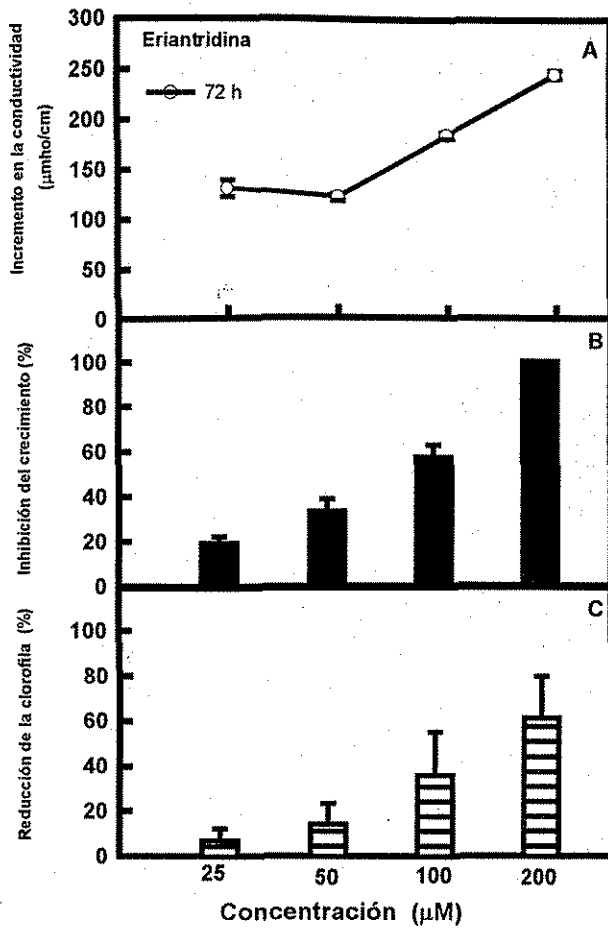 Eriantridina
A
72 h
Incremento en la conductividad
(µmho/cm)
300
250
200
150
100
50
0
B
Inhibición del crecimiento (%)
100
80
60
40
20
0
C
Reducción de la clorofila (%)
100
80
60
40
20
0
25 50 100 200
Concentración (µM)